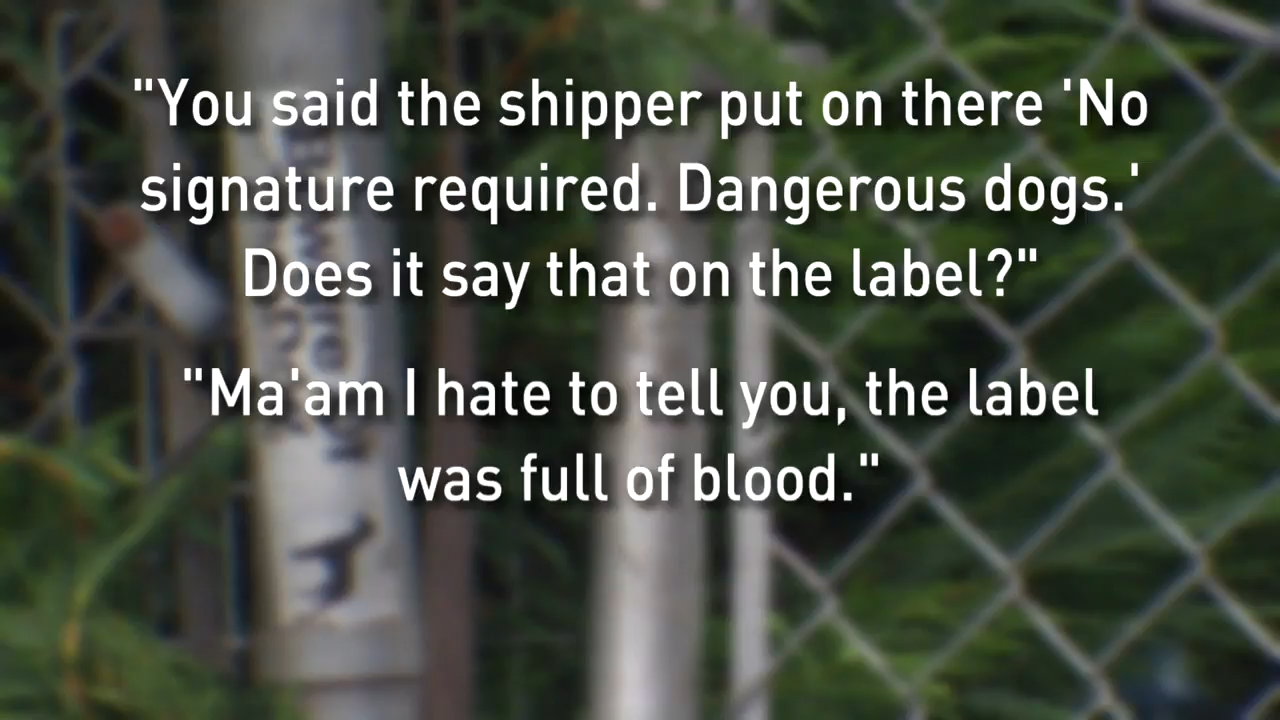 "You said the shipper put on there 'No
signature required. Dangerous dogs.'
Does it say that on the label?"
"Ma'am I hate to tell you, the label
was full of blood."